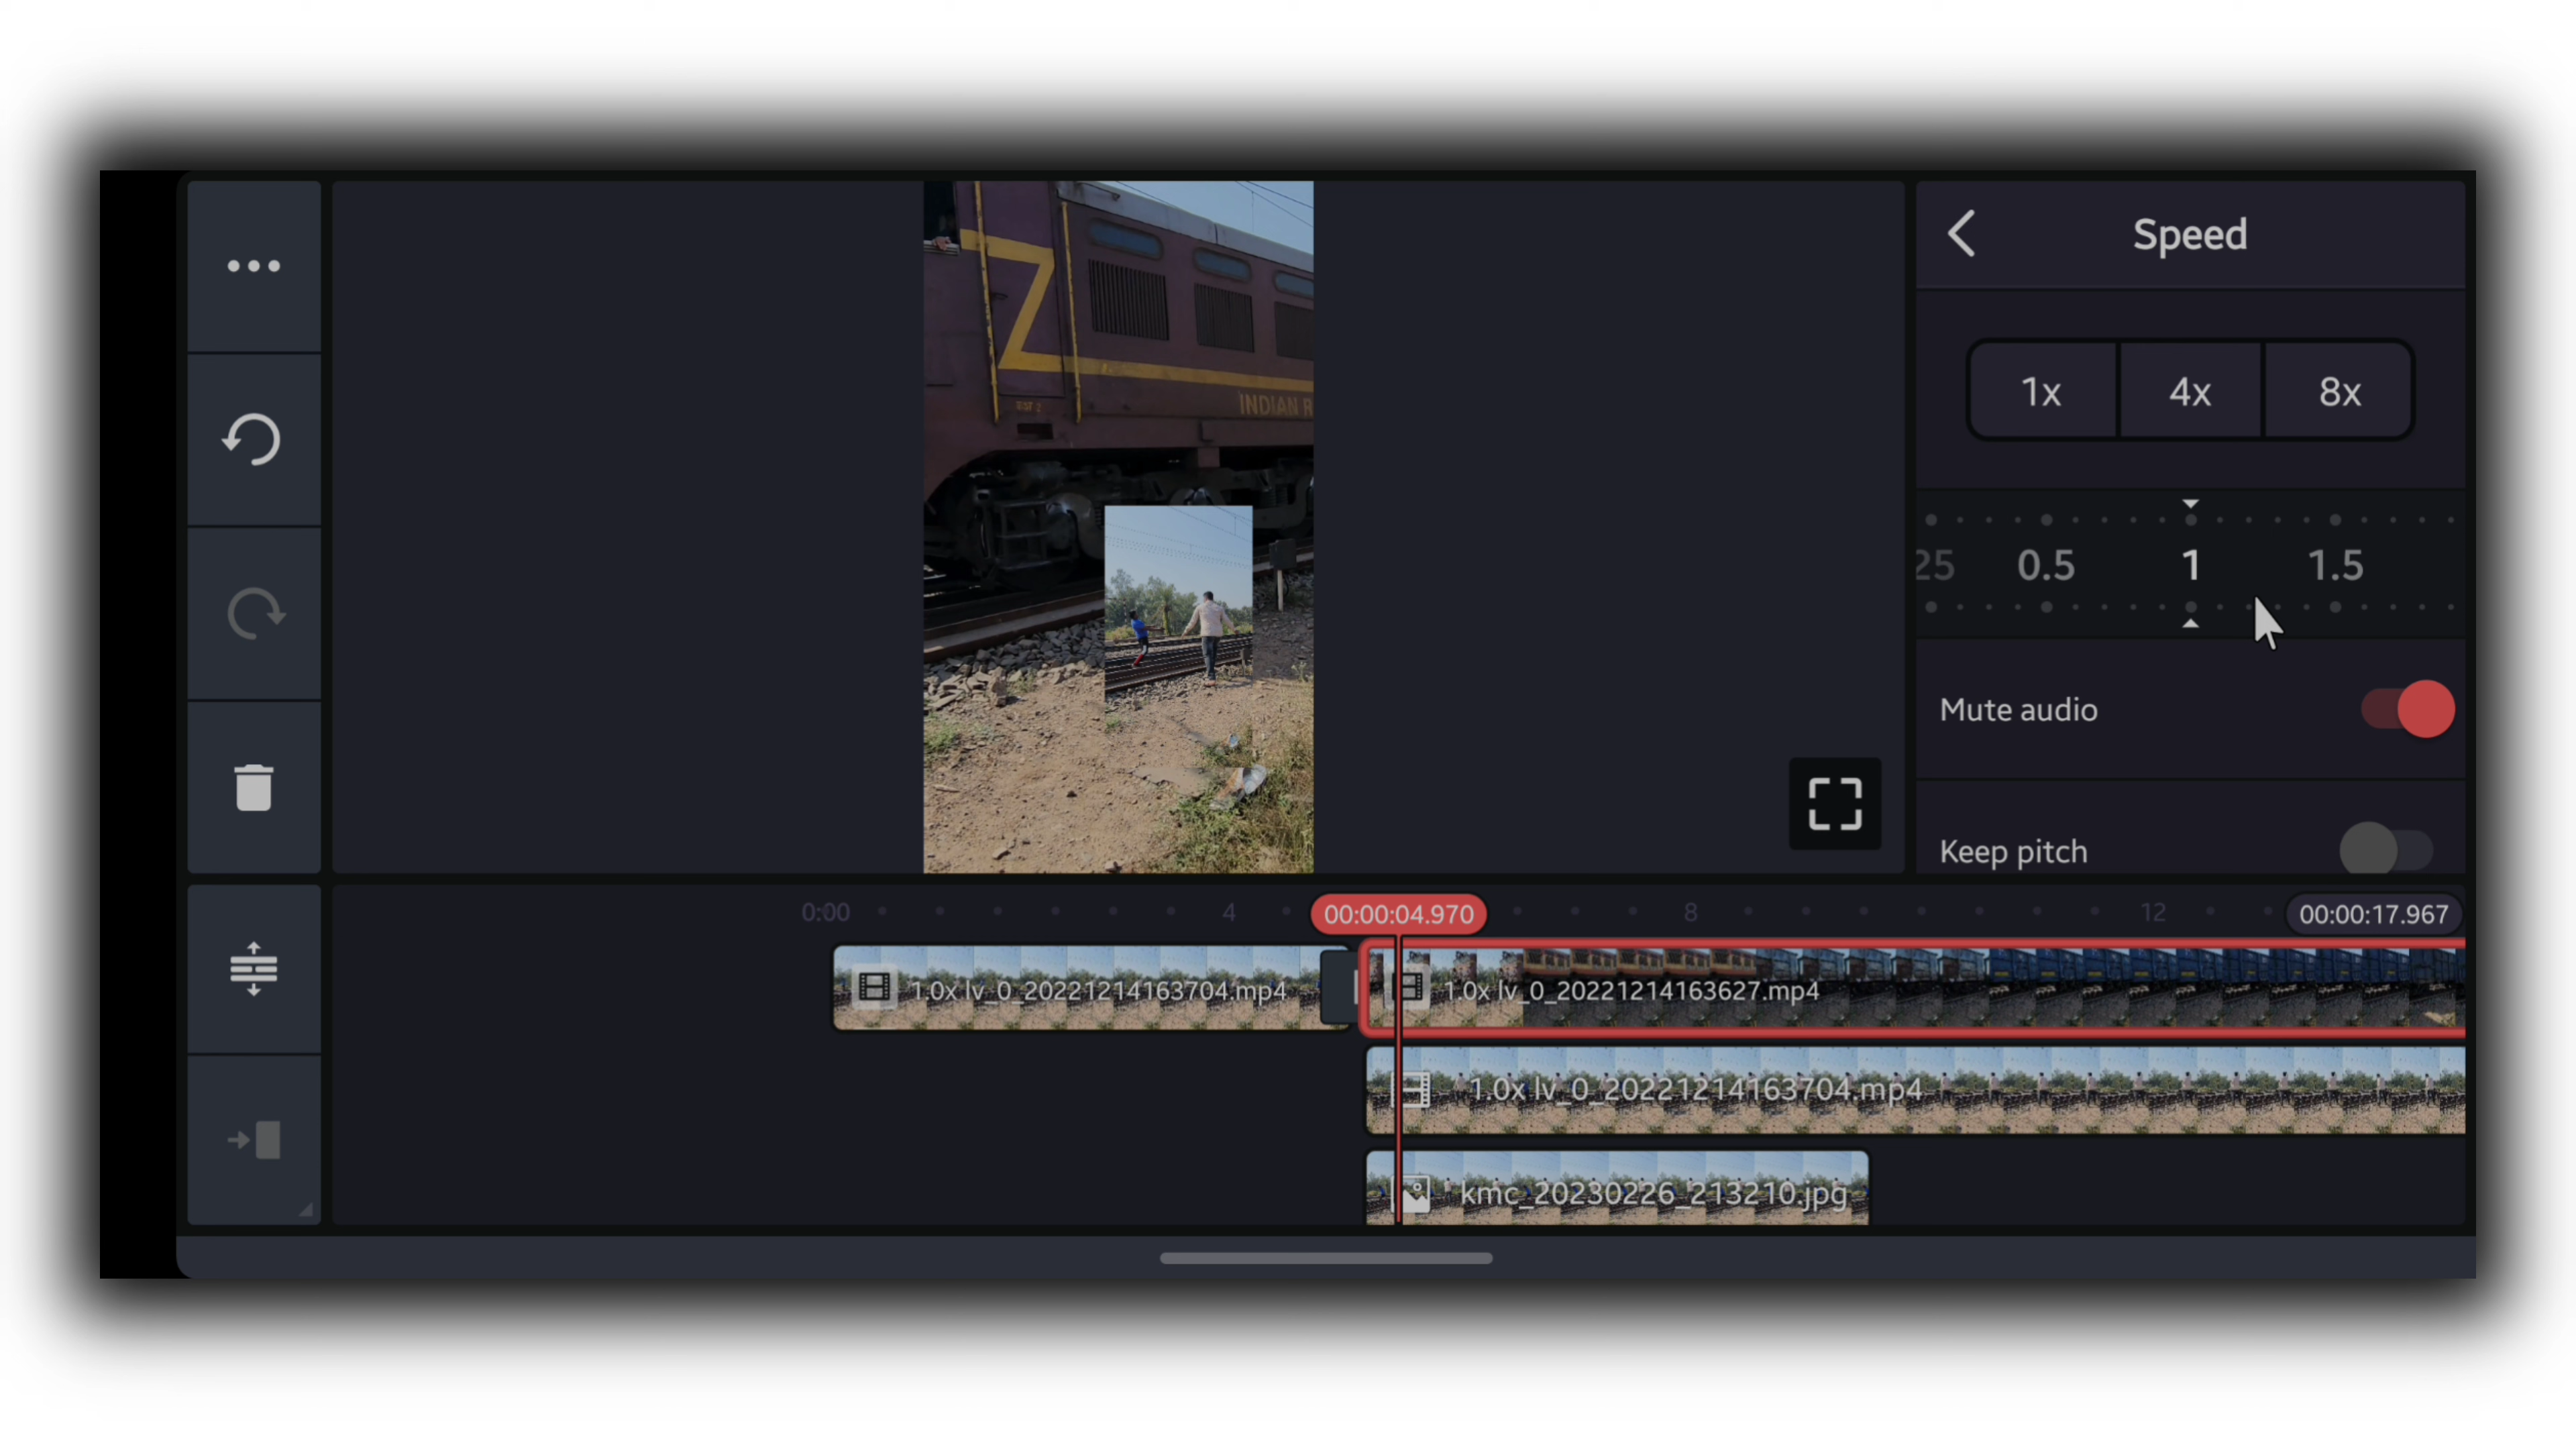 Speed
1x 4x 8x
25 0.5 1 1.5
Mute audio
Keep pitch
INDIAN R
0:00 4 00:00:04.970 8 12 00:00:17.967
1.0x lv_0_20221214163704.mp4 1.0x lv_0_20221214163627.mp4
1.0x lv_0_20221214163704.mp4
kmc_20230226_213210.jpg